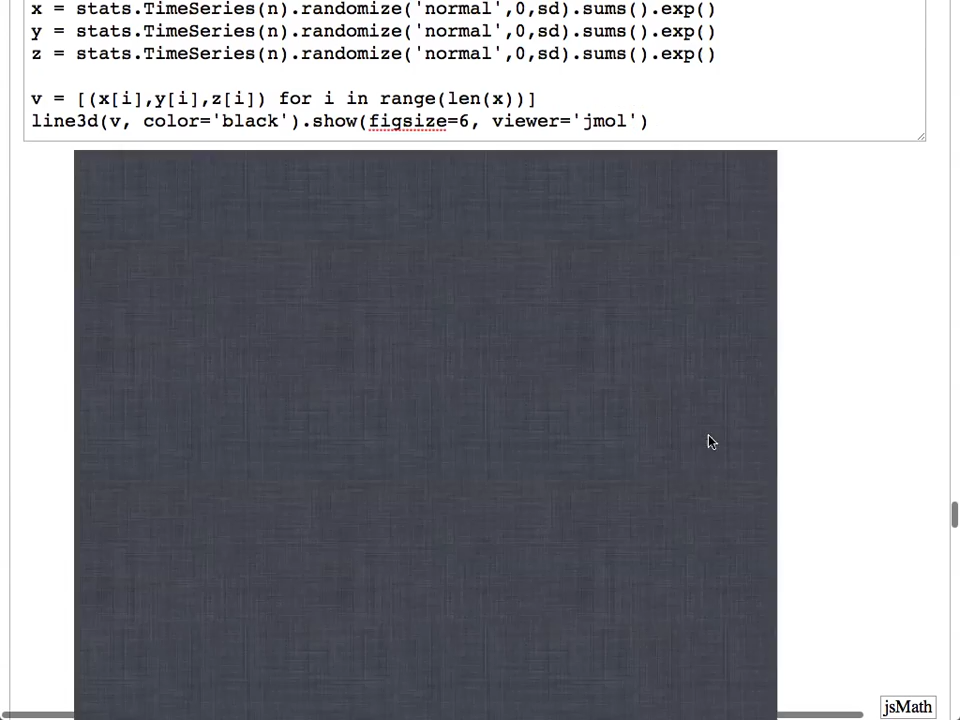 x = stats.TimeSeries(n).randomize('normal',0,sd).sums().exp()
y = stats.TimeSeries(n).randomize('normal',0,sd).sums().exp()
z = stats.TimeSeries(n).randomize('normal',0,sd).sums().exp()
v = [(x[i],y[i],z[i]) for i in range(len(x))]
line3d(v, color='black').show(figsize=6, viewer='jmol')
jsMath